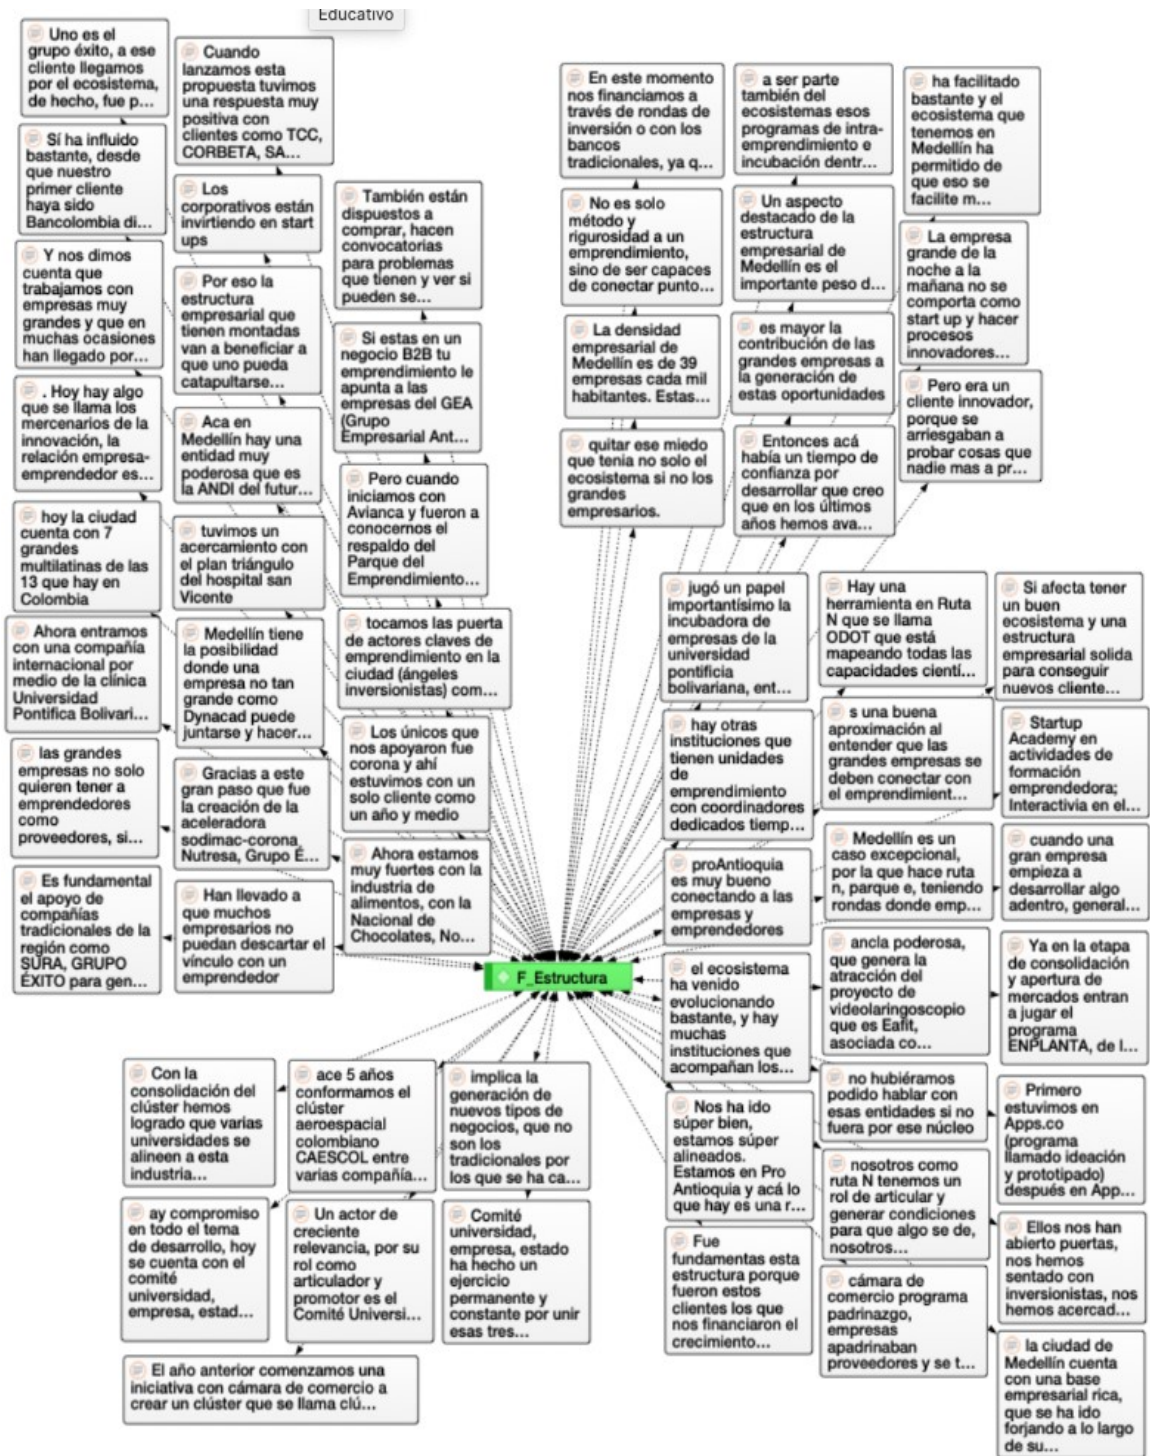 Educativo
Uno es el
grupo éxito, a ese
cliente llegamos
por el ecosistema,
de hecho, fue p...
Sí ha influido
bastante, desde
que nuestro
primer cliente
haya sido
Bancolombia di...
Y nos dimos
cuenta que
trabajamos con
empresas muy
grandes y que en
muchas ocasiones
han llegado por...
. Hoy hay algo
que se llama los
mercenarios de la
innovación, la
relación empresa-
emprendedor es...
hoy la ciudad
cuenta con 7
grandes
multilatinas de las
13 que hay en
Colombia
Ahora entramos
con una compañía
internacional por
medio de la clínica
Universidad
Pontifica Bolivari...
las grandes
empresas no solo
quieren tener a
emprendedores
como
proveedores, si...
Es fundamental
el apoyo de
compañías
tradicionales de la
región como
SURA, GRUPO
ÉXITO para gen...
Cuando
lanzamos esta
propuesta tuvimos
una respuesta muy
positiva con
clientes como TCC,
CORBETA, SA...
Los
corporativos están
invirtiendo en start
ups
Por eso la
estructura
empresarial que
tienen montadas
van a beneficiar a
que uno pueda
catapultarse...
Aca en
Medellín hay una
entidad muy
poderosa que es
la ANDI del futur...
tuvimos un
acercamiento con
el plan triángulo
del hospital san
Vicente
Medellín tiene
la posibilidad
donde una
empresa no tan
grande como
Dynacad puede
juntarse y hacer...
Gracias a este
gran paso que fue
la creación de la
aceleradora
sodimac-corona,
Nutresa, Grupo É...
Han llevado a
que muchos
empresarios no
puedan descartar el
vínculo con un
emprendedor
También están
dispuestos a
comprar, hacen
convocatorias
para problemas
que tienen y ver si
pueden se...
Si estas en un
negocio B2B tu
emprendimiento le
apunta a las
empresas del GEA
(Grupo
Empresarial Ant...
Pero cuando
iniciamos con
Avianca y fueron a
conocernos el
respaldo del
Parque del
Emprendimiento...
tocamos las puerta
de actores claves de
emprendimiento en la
ciudad (ángeles
inversionistas) com...
Los únicos que
nos apoyaron fue
corona y ahí
estuvimos con un
solo cliente como
un año y medio
Ahora estamos
muy fuertes con la
industria de
alimentos, con la
Nacional de
Chocolates, No...
En este momento
nos financiamos a
través de rondas de
inversión o con los
bancos
tradicionales, ya q...
No es solo
método y
rigurosidad a un
emprendimiento,
sino de ser capaces
de conectar punto...
La densidad
empresarial de
Medellín es de 39
empresas cada mil
habitantes. Estas...
quitar ese miedo
que tenia no solo el
ecosistema si no los
grandes
empresarios.
a ser parte
también del
ecosistemas esos
programas de intra-
emprendimiento e
incubación dentr...
Un aspecto
destacado de la
estructura
empresarial de
Medellín es el
importante peso d...
es mayor la
contribución de las
grandes empresas a
la generación de
estas oportunidades
Entonces acá
había un tiempo de
confianza por
desarrollar que creo
que en los últimos
años hemos ava...
ha facilitado
bastante y el
ecosistema que
tenemos en
Medellín ha
permitido de
que eso se
facilite m...
La empresa
grande de la
noche a la
mañana no se
comporta como
start up y hacer
procesos
innovadores...
Pero era un
cliente innovador,
porque se
arriesgaban a
probar cosas que
nadie mas a pr...
jugó un papel
importantísimo la
incubadora de
empresas de la
universidad
pontificia
bolivariana, ent...
hay otras
instituciones que
tienen unidades
de
emprendimiento
con coordinadores
dedicados tiemp...
proAntioquia
es muy bueno
conectando a las
empresas y
emprendedores
el ecosistema
ha venido
evolucionando
bastante, y hay
muchas
instituciones que
acompañan los...
Nos ha ido
súper bien,
estamos súper
alineados.
Estamos en Pro
Antioquia y acá lo
que hay es una r...
Fue
fundamentas esta
estructura porque
fueron estos
clientes los que
nos financiaron el
crecimiento...
Hay una
herramienta en Ruta
N que se llama
ODOT que está
mapeando todas las
capacidades cientí...
s una buena
aproximación al
entender que las
grandes empresas se
deben conectar con
el emprendimient...
Medellín es un
caso excepcional,
por la que hace ruta
n, parque e, teniendo
rondas donde emp...
ancla poderosa,
que genera la
atracción del
proyecto de
videolaringoscopio
que es Eafit,
asociada co...
no hubiéramos
podido hablar con
esas entidades si no
fuera por ese núcleo
nosotros como
ruta N tenemos un
rol de articular y
generar condiciones
para que algo se de,
nosotros...
cámara de
comercio programa
padrinazgo,
empresas
apadrinaban
proveedores y se t...
Si afecta tener
un buen
ecosistema y una
estructura
empresarial solida
para conseguir
nuevos cliente...
Startup
Academy en
actividades de
formación
emprendedora;
Interactivia en el...
cuando una
gran empresa
empieza a
desarrollar algo
adentro, general...
Ya en la etapa
de consolidación
y apertura de
mercados entran
a jugar el
programa
ENPLANTA, de l...
Primero
estuvimos en
Apps.co
(programa
llamado ideación
y prototipado)
después en App...
Ellos nos han
abierto puertas,
nos hemos
sentado con
inversionistas, nos
hemos acercad...
la ciudad de
Medellín cuenta
con una base
empresarial rica,
que se ha ido
forjando a lo largo
de su...
F_Estructura
Con la
consolidación del
clúster hemos
logrado que varias
universidades se
alineen a esta
industria...
ace 5 años
conformamos el
clúster
aeroespacial
colombiano
CAESCOL entre
varias compañía...
implica la
generación de
nuevos tipos de
negocios, que no
son los
tradicionales por
los que se ha ca...
ay compromiso
en todo el tema
de desarrollo, hoy
se cuenta con el
comité
universidad,
empresa, estad...
Un actor de
creciente
relevancia, por su
rol como
articulador y
promotor es el
Comité Universi...
Comité
universidad,
empresa, estado
ha hecho un
ejercicio
permanente y
constante por unir
esas tres...
El año anterior comenzamos una
iniciativa con cámara de comercio a
crear un clúster que se llama clú...